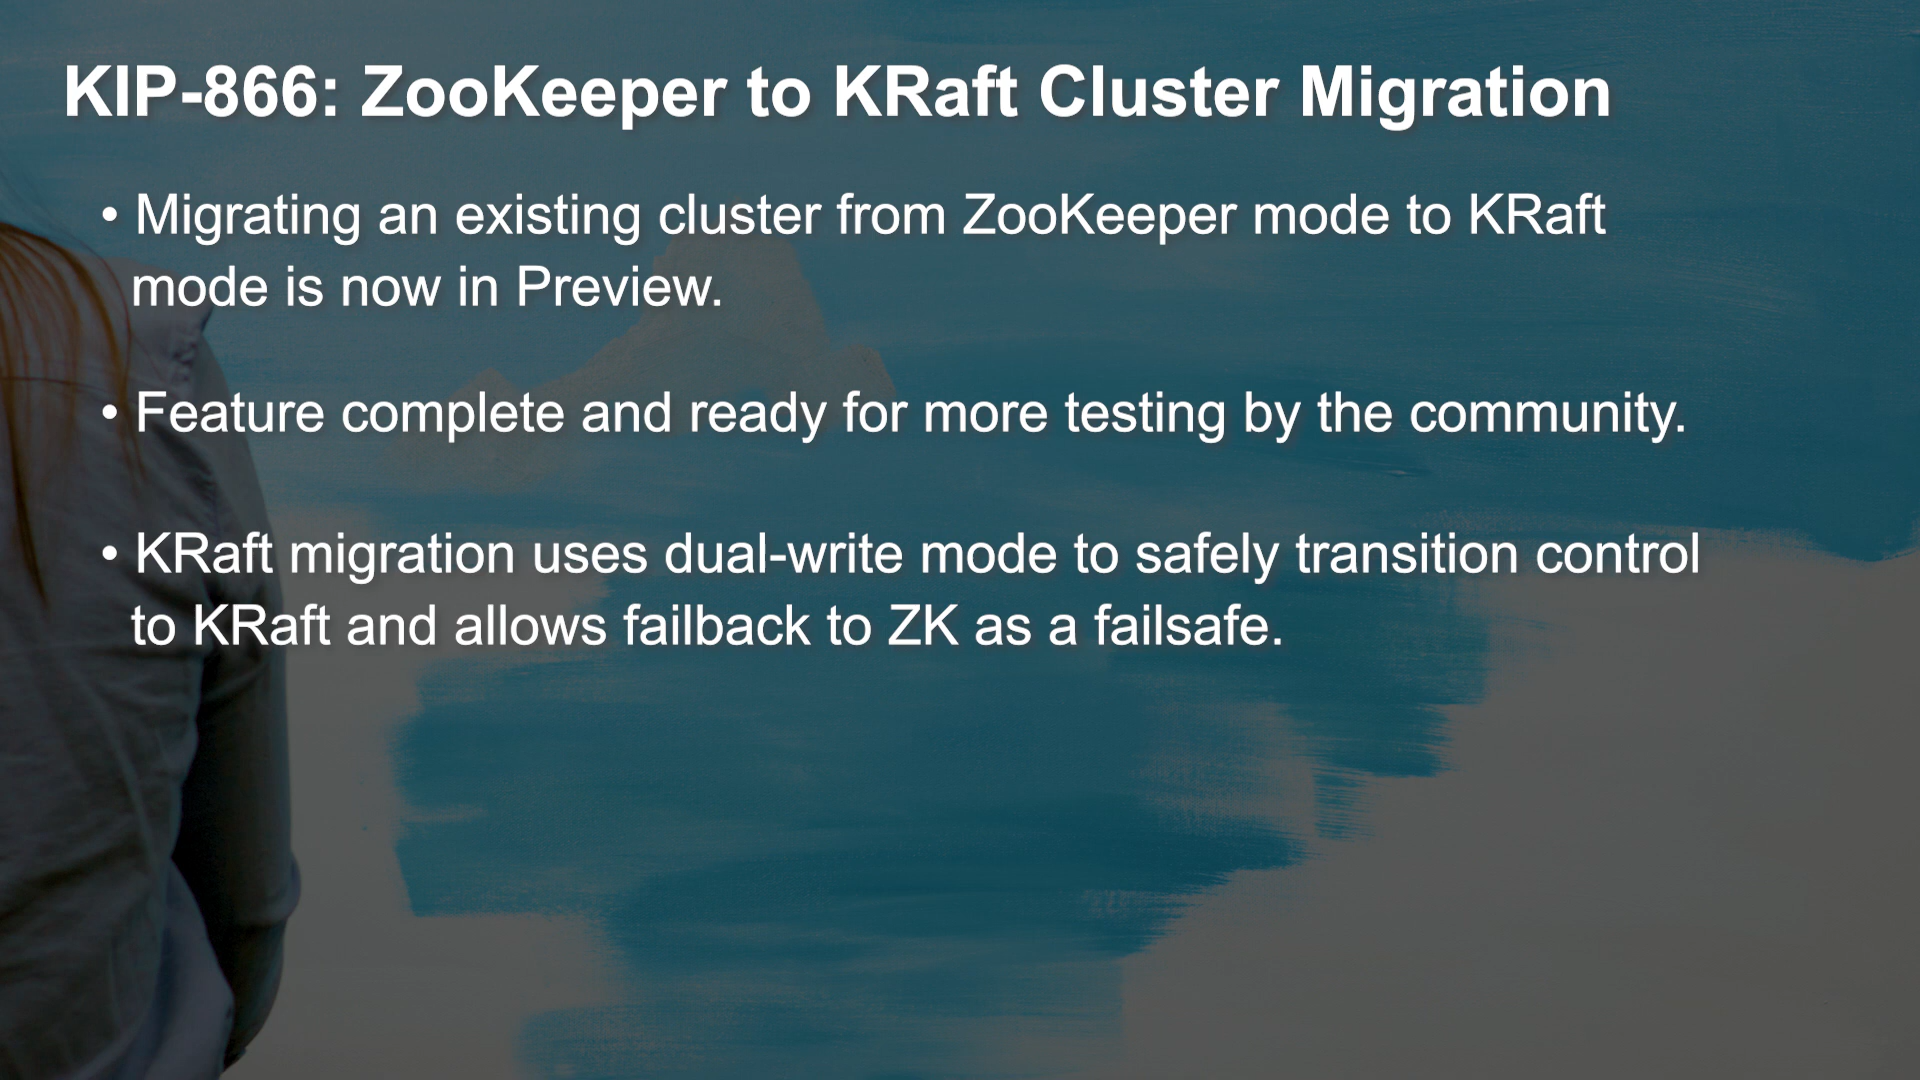 KIP-866: ZooKeeper to KRaft Cluster Migration
• Migrating an existing cluster from ZooKeeper mode to KRaft
mode is now in Preview.
• Feature complete and ready for more testing by the community.
• KRaft migration uses dual-write mode to safely transition control
to KRaft and allows failback to ZK as a failsafe.